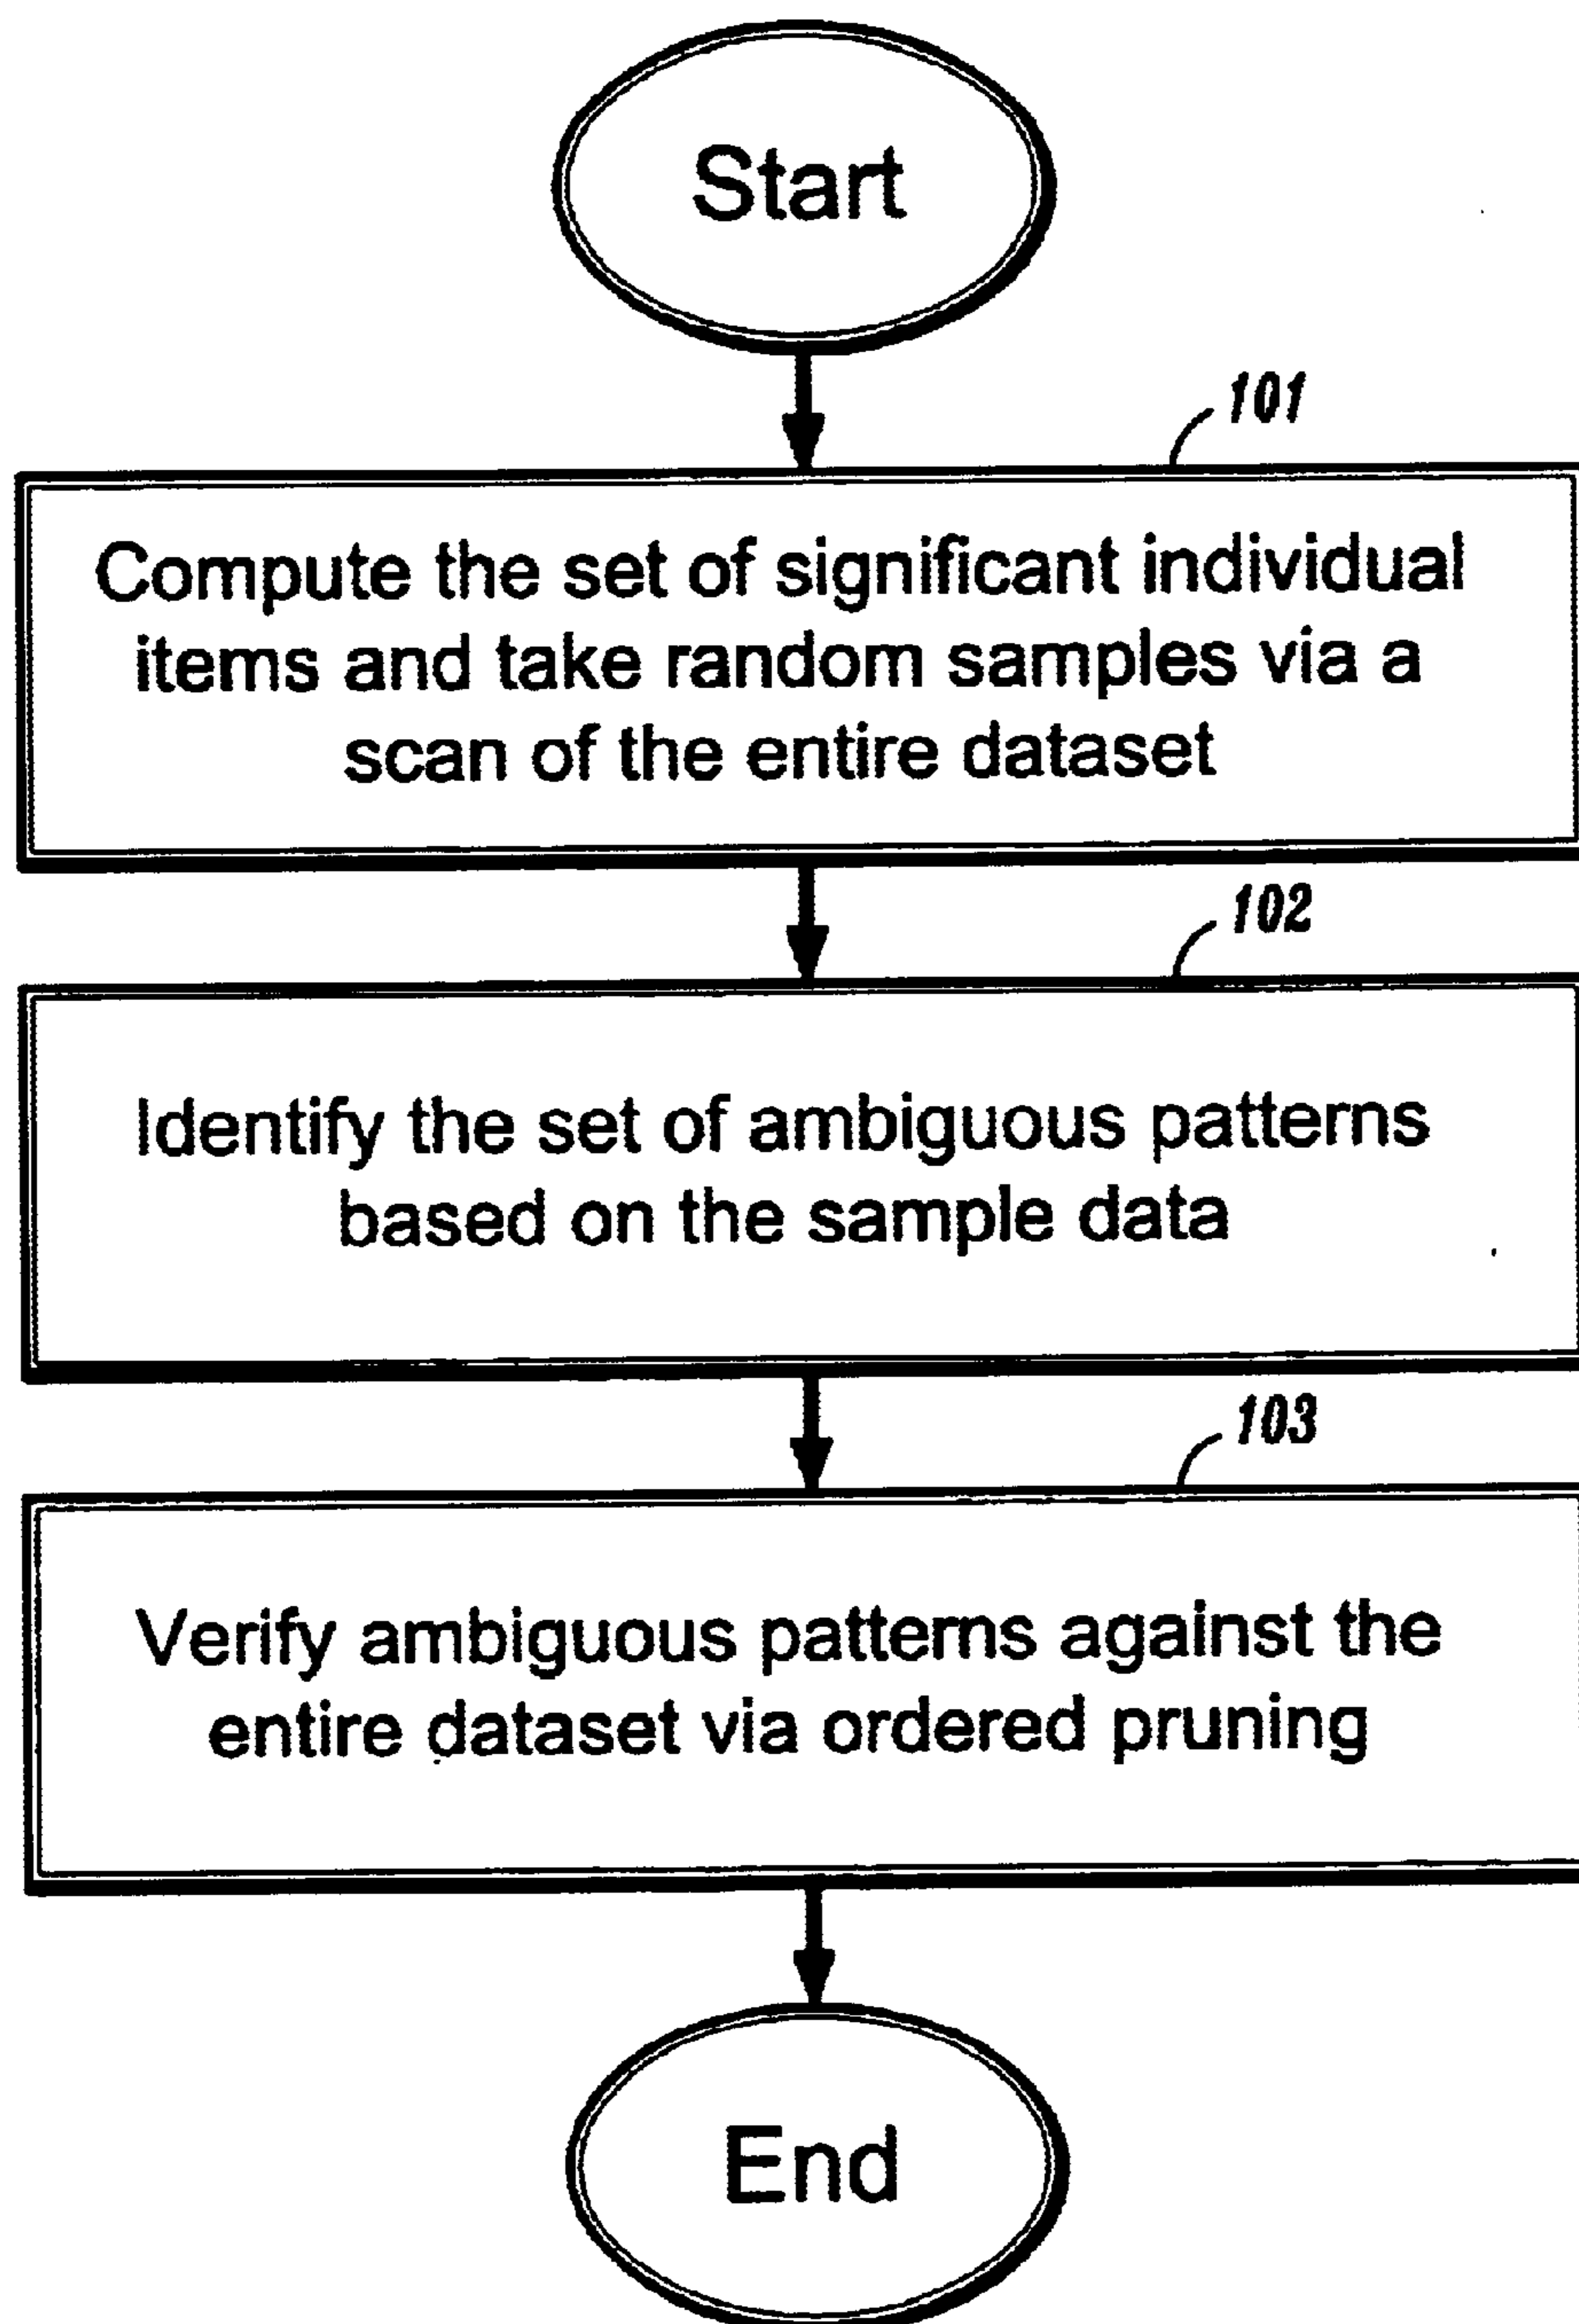 Start
101
Compute the set of significant individual
items and take random samples via a
scan of the entire dataset
102
Identify the set of ambiguous patterns
based on the sample data
103
Verify ambiguous patterns against the
entire dataset via ordered pruning
End